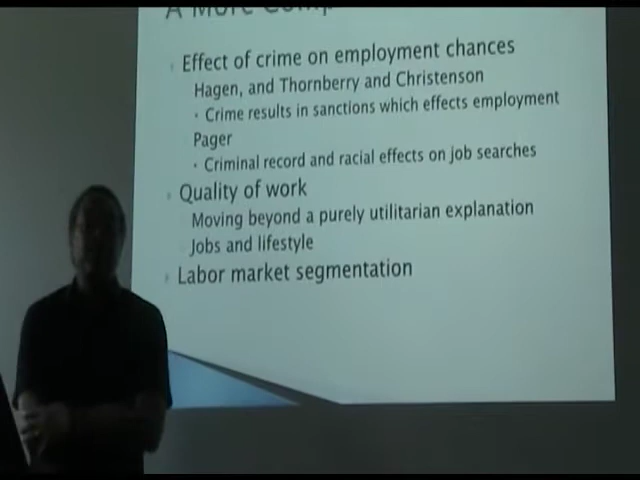 A More Comp
Effect of crime on employment chances
Hagen, and Thornberry and Christenson
• Crime results in sanctions which effects employment
Pager
• Criminal record and racial effects on job searches
Quality of work
Moving beyond a purely utilitarian explanation
Jobs and lifestyle
Labor market segmentation